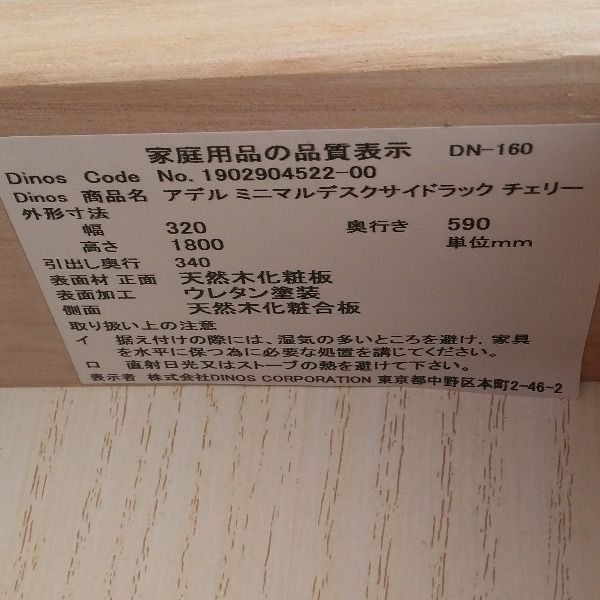 家庭用品の品質表示 DN-160
Dinos Code No. 1902904522-00
Dinos 商品名 アデル ミニマルデスクサイドラック チェリー
外形寸法
幅 320 奥行き 590
高さ 1800 単位mm
引出し奥行 340
表面材 正面 天然木化粧板
表面加工 ウレタン塗装
側面 天然木化粧合板
取り扱い上の注意
イ 据え付けの際には、湿気の多いところを避け、家具
を水平に保つ為に必要な処置を講じてください。
ロ 直射日光又はストーブの熱を避けて下さい。
表示者 株式会社DINOS CORPORATION 東京都中野区本町2-46-2